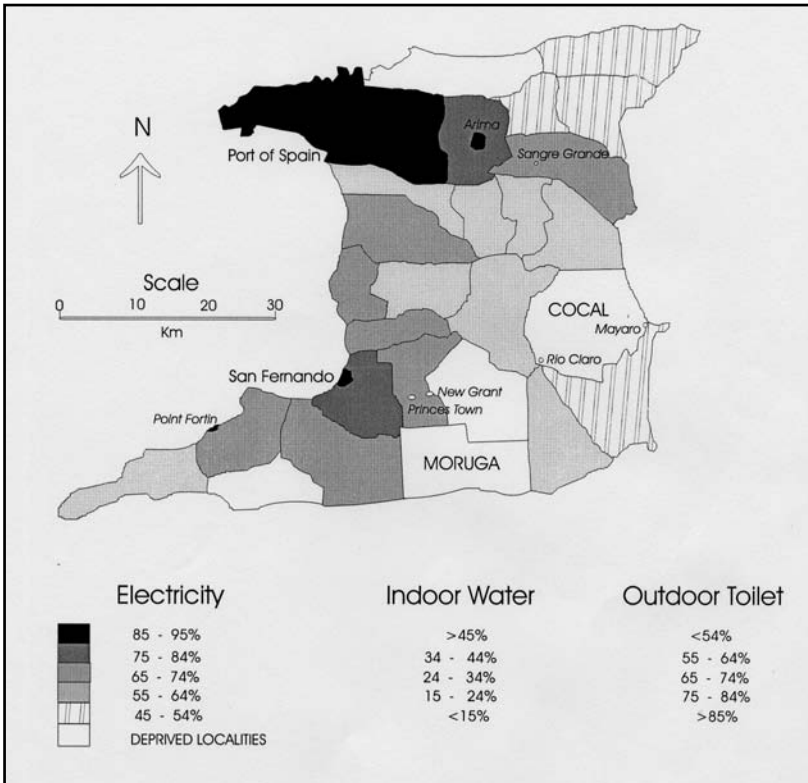 N
Arima
Port of Spain
Sangre Grande
Scale
0 10 20 30
Km
COCAL
Mayaro
Rio Claro
San Fernando
New Grant
Princes Town
Point Fortin
MORUGA
Electricity Indoor Water Outdoor Toilet
85 - 95% >45% <54%
75 - 84% 34 - 44% 55 - 64%
65 - 74% 24 - 34% 65 - 74%
55 - 64% 15 - 24% 75 - 84%
45 - 54% <15% >85%
DEPRIVED LOCALITIES